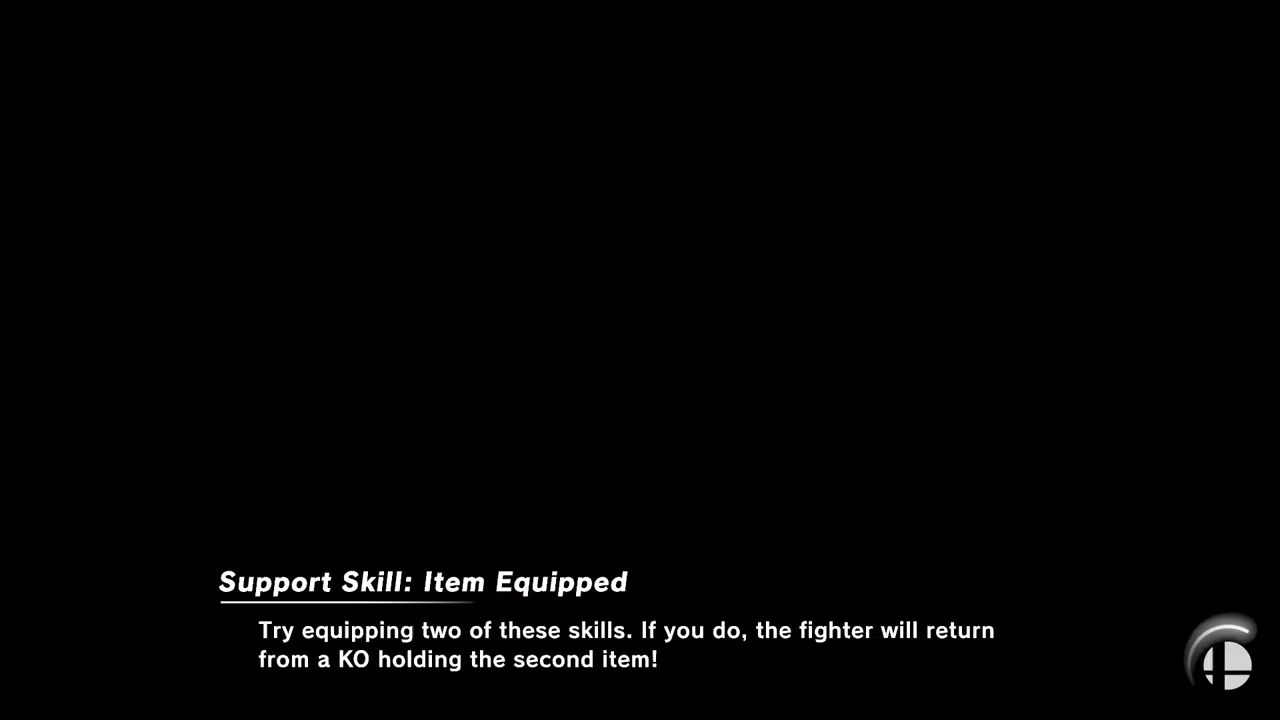 Support Skill: Item Equipped
Try equipping two of these skills. If you do, the fighter will return
from a KO holding the second item!